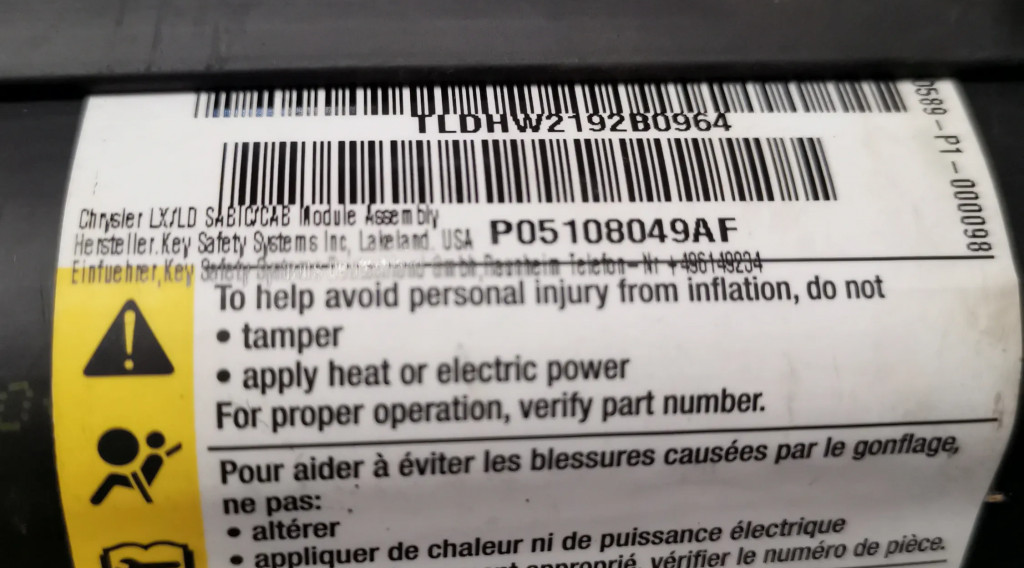 TLDHW2192B0964
0589-P1-000098
Chrysler LX/LD SABIC/CAB Module Assembly
Hersteller.Key Safety Systems Inc, Lakeland. USA P05108049AF
Einfuehrer,Key Safety
To help avoid personal injury from inflation, do not
• tamper
• apply heat or electric power
For proper operation, verify part number.
Pour aider à éviter les blessures causées par le gonflage,
ne pas:
• altérer
• appliquer de chaleur ni de puissance électrique
approprié, vérifier le numéro de pièce.